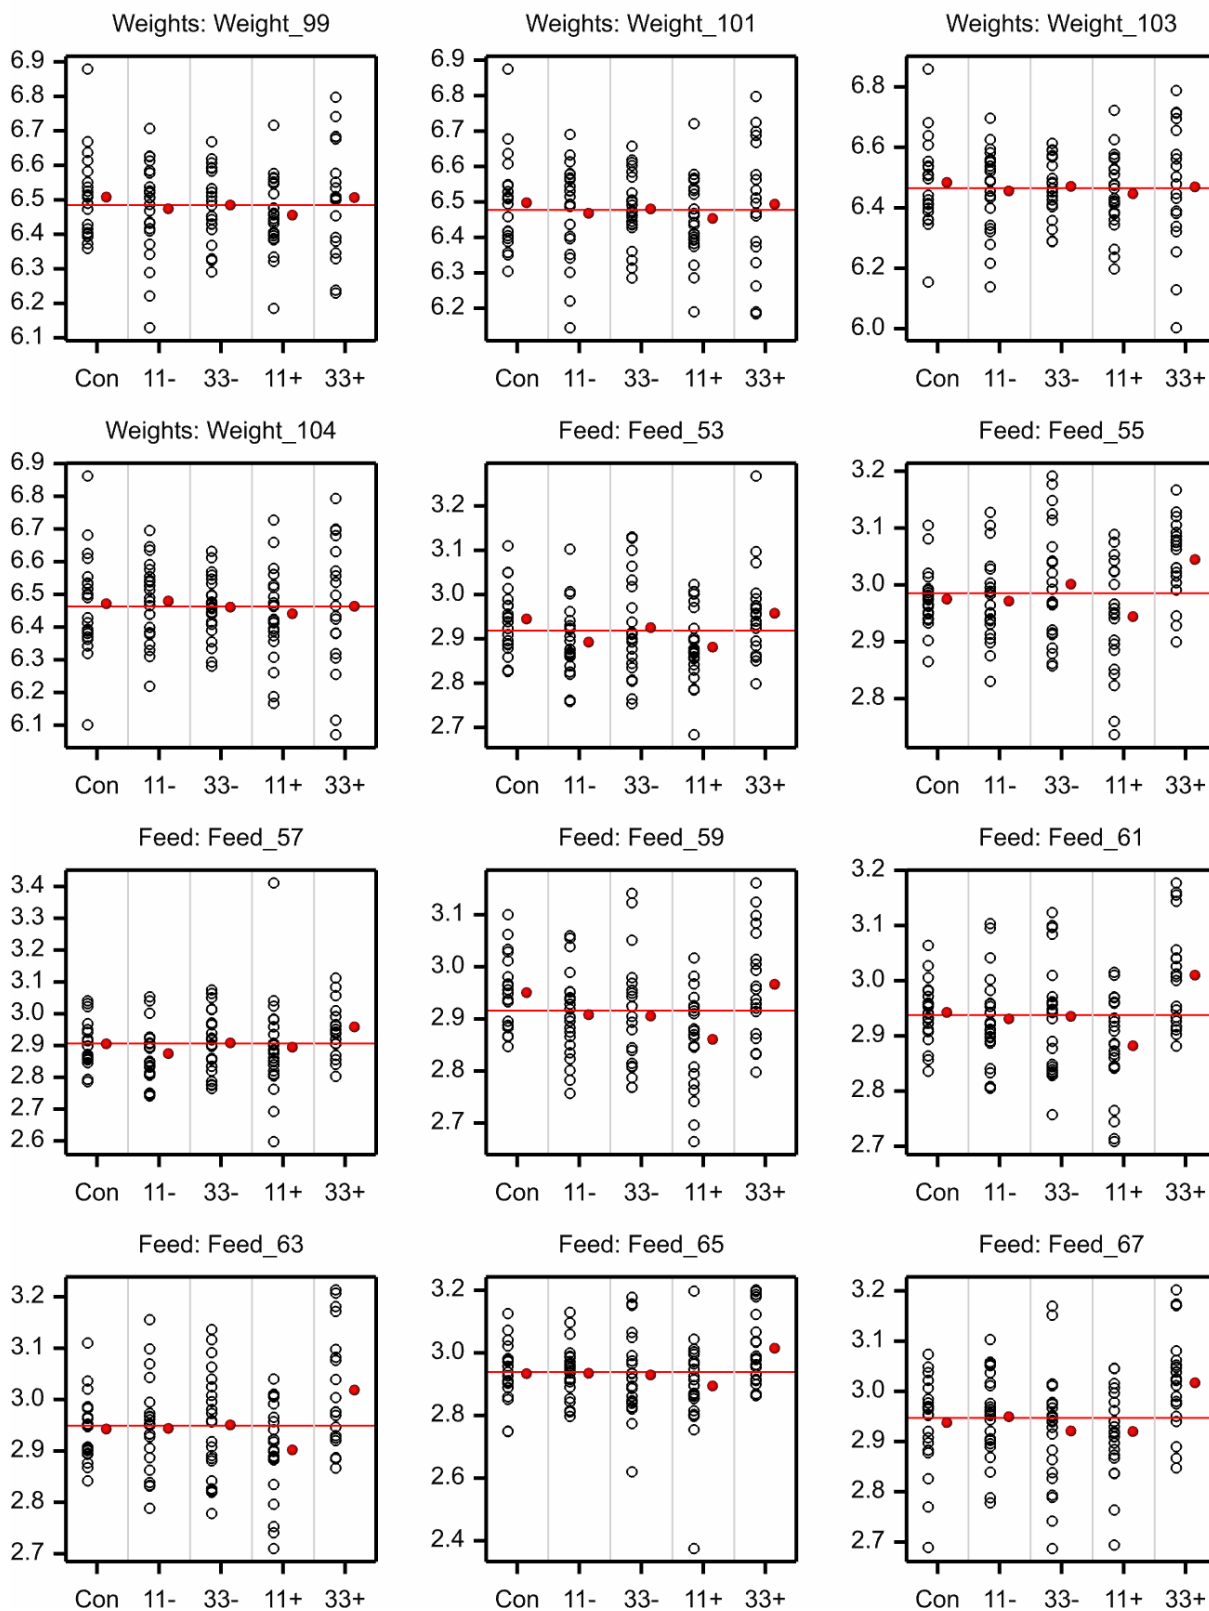 Weights: Weight_99 Weights: Weight_101 Weights: Weight_103
6.9 6.9
6.8 6.8 6.8
6.7 6.7
6.6 6.6 6.6
6.5 6.5
6.4 6.4 6.4
6.3 6.3
6.2 6.2 6.2
6.1 6.0
Con 11- 33- 11+ 33+ Con 11- 33- 11+ 33+ Con 11- 33- 11+ 33+
Weights: Weight_104 Feed: Feed_53 Feed: Feed_55
6.9 3.2
6.8 3.2
6.7 3.1
6.6 3.1
6.5 3.0 3.0
6.4 2.9 2.9
6.3 2.8
6.2 2.8
6.1 2.7
Con 11- 33- 11+ 33+ Con 11- 33- 11+ 33+ Con 11- 33- 11+ 33+
Feed: Feed_57 Feed: Feed_59 Feed: Feed_61
3.4 3.2
3.3 3.1
3.2 3.1
3.1 3.0 3.0
3.0 2.9
2.9 2.9
2.8 2.8 2.8
2.7 2.7
2.6 2.7
Con 11- 33- 11+ 33+ Con 11- 33- 11+ 33+ Con 11- 33- 11+ 33+
Feed: Feed_63 Feed: Feed_65 Feed: Feed_67
3.2 3.2 3.2
3.1 3.1
3.0 3.0 3.0
2.9 2.8 2.9
2.8 2.6 2.8
2.7 2.4 2.7
Con 11- 33- 11+ 33+ Con 11- 33- 11+ 33+ Con 11- 33- 11+ 33+